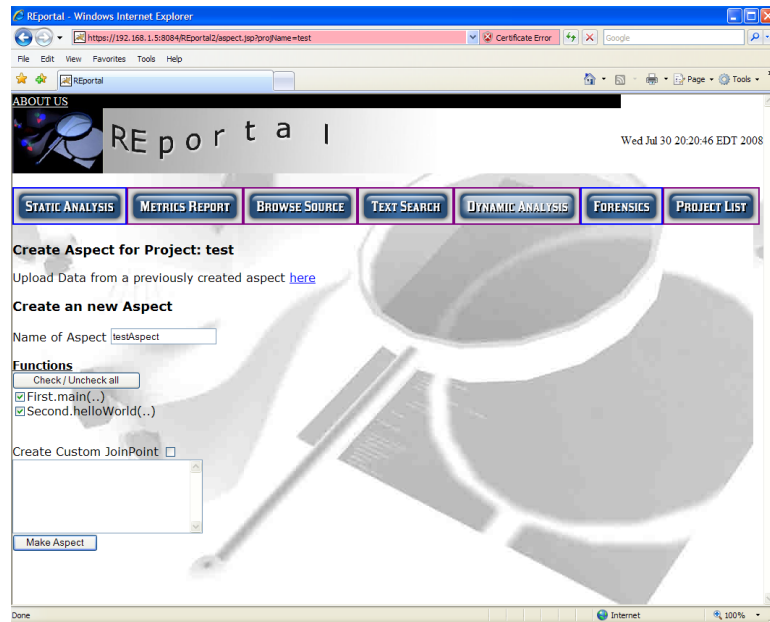 REportal - Windows Internet Explorer
https://192.168.1.5:8084/REportal2/aspect.jsp?projName=test
Certificate Error
Google
File Edit View Favorites Tools Help
REportal
Page Tools
ABOUT US
REportal
Wed Jul 30 20:20:46 EDT 2008
STATIC ANALYSIS METRICS REPORT BROWSE SOURCE TEXT SEARCH DYNAMIC ANALYSIS FORENSICS PROJECT LIST
Create Aspect for Project: test
Upload Data from a previously created aspect here
Create an new Aspect
Name of Aspect testAspect
Functions
Check / Uncheck all
First.main(..)
Second.helloWorld(..)
Create Custom JoinPoint
Make Aspect
Done
Internet
100%